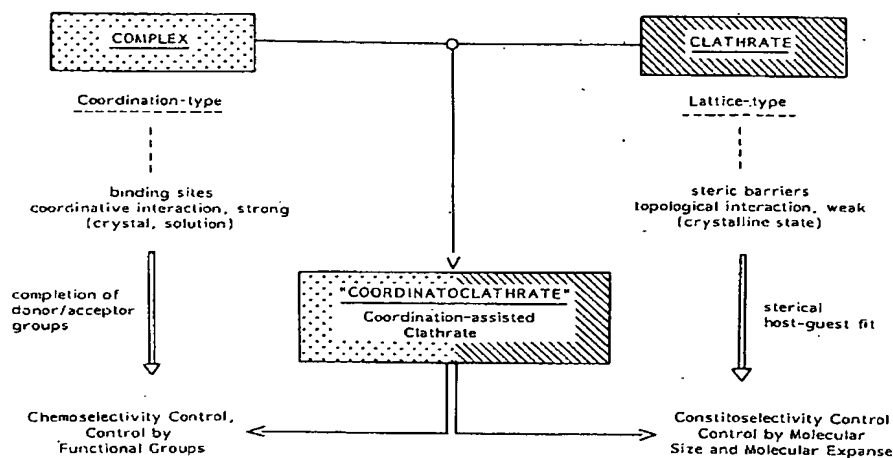 COMPLEX
CLATHRATE
Coordination-type
Lattice-type
binding sites
coordinative interaction, strong
(crystal, solution)
steric barriers
topological interaction, weak
(crystalline state)
completion of
donor/acceptor
groups
"COORDINATOCLATHRATE"
Coordination-assisted
Clathrate
sterical
host-guest fit
Chemoselectivity Control,
Control by
Functional Groups
Constitoselectivity Control
Control by Molecular
Size and Molecular Expanse